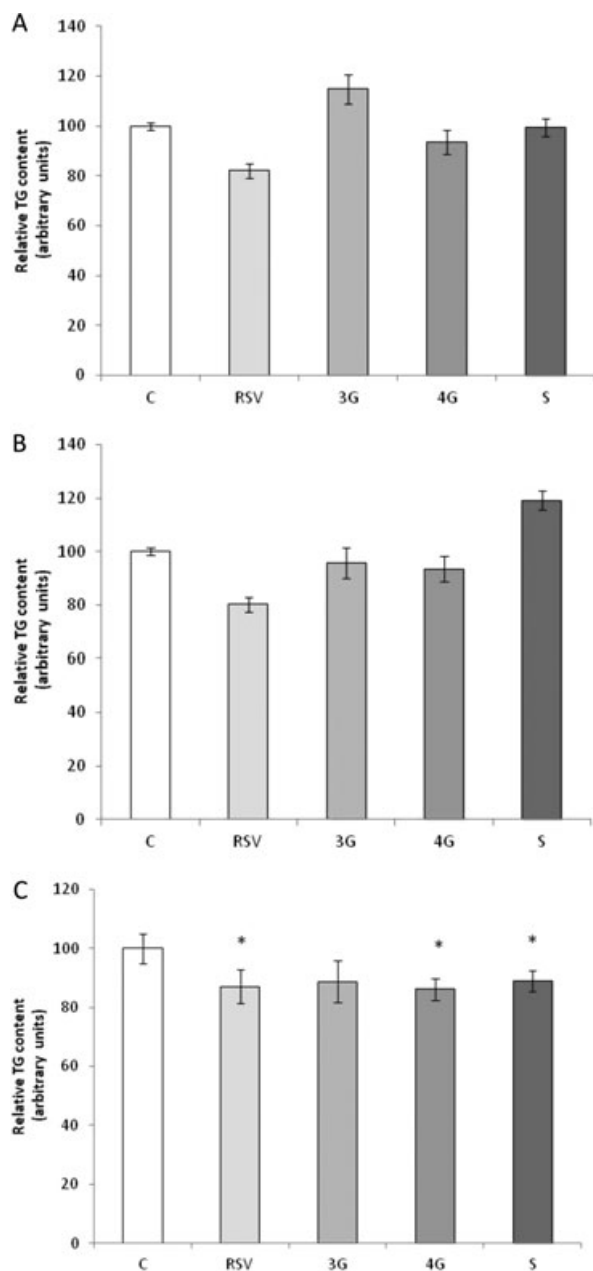 A
140
120
100
80
60
40
20
0
Relative TG content
(arbitrary units)
C RSV 3G 4G S
B
140
120
100
80
60
40
20
0
Relative TG content
(arbitrary units)
C RSV 3G 4G S
C
120
100
80
60
40
20
0
Relative TG content
(arbitrary units)
* * *
C RSV 3G 4G S